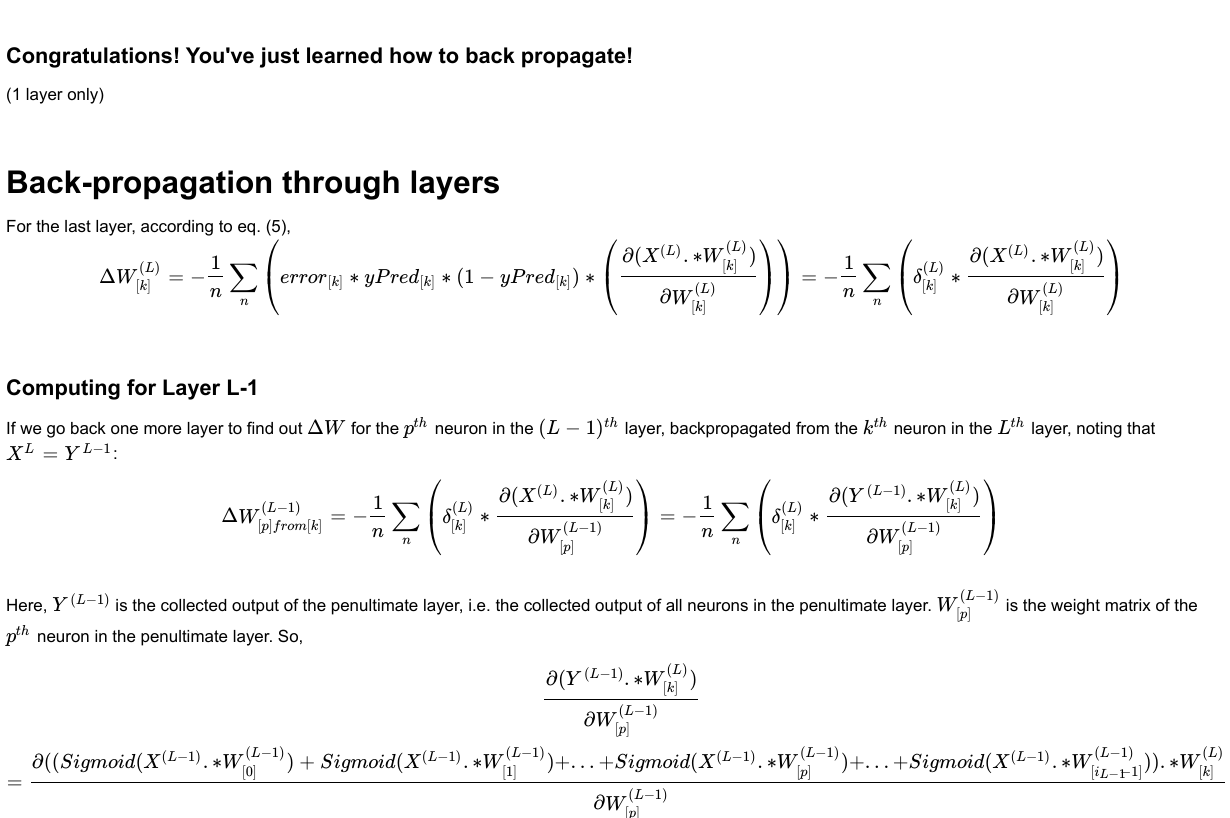 Congratulations! You've just learned how to back propagate!
(1 layer only)
Back-propagation through layers
For the last layer, according to eq. (5),
$\Delta W_{[k]}^{(L)} = -\frac{1}{n} \sum_n \left( error_{[k]} * yPred_{[k]} * (1 - yPred_{[k]}) * \left( \frac{\partial (X^{(L)} .* W_{[k]}^{(L)})}{\partial W_{[k]}^{(L)}} \right) \right) = -\frac{1}{n} \sum_n \left( \delta_{[k]}^{(L)} * \frac{\partial (X^{(L)} .* W_{[k]}^{(L)})}{\partial W_{[k]}^{(L)}} \right)$
Computing for Layer L-1
If we go back one more layer to find out $\Delta W$ for the $p^{th}$ neuron in the $(L-1)^{th}$ layer, backpropagated from the $k^{th}$ neuron in the $L^{th}$ layer, noting that
$X^L = Y^{L-1}$:
$\Delta W_{[p]from[k]}^{(L-1)} = -\frac{1}{n} \sum_n \left( \delta_{[k]}^{(L)} * \frac{\partial (X^{(L)} .* W_{[k]}^{(L)})}{\partial W_{[p]}^{(L-1)}} \right) = -\frac{1}{n} \sum_n \left( \delta_{[k]}^{(L)} * \frac{\partial (Y^{(L-1)} .* W_{[k]}^{(L)})}{\partial W_{[p]}^{(L-1)}} \right)$
Here, $Y^{(L-1)}$ is the collected output of the penultimate layer, i.e. the collected output of all neurons in the penultimate layer. $W_{[p]}^{(L-1)}$ is the weight matrix of the
$p^{th}$ neuron in the penultimate layer. So,
$\frac{\partial (Y^{(L-1)} .* W_{[k]}^{(L)})}{\partial W_{[p]}^{(L-1)}}$
$= \frac{\partial ((Sigmoid(X^{(L-1)} .* W_{[0]}^{(L-1)}) + Sigmoid(X^{(L-1)} .* W_{[1]}^{(L-1)}) + ... + Sigmoid(X^{(L-1)} .* W_{[p]}^{(L-1)}) + ... + Sigmoid(X^{(L-1)} .* W_{[i_{L-1}-1]}^{(L-1)})) .* W_{[k]}^{(L)}}{\partial W_{[p]}^{(L-1)}}$